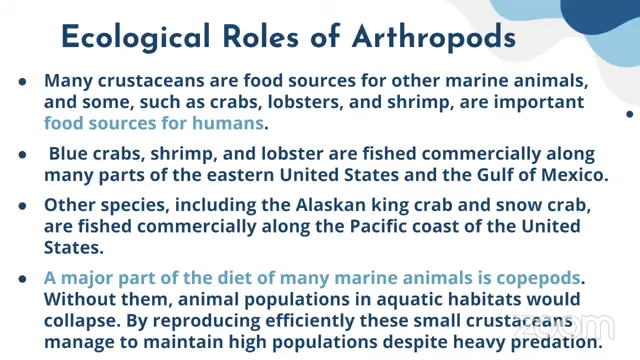 Ecological Roles of Arthropods
● Many crustaceans are food sources for other marine animals,
and some, such as crabs, lobsters, and shrimp, are important
food sources for humans.
● Blue crabs, shrimp, and lobster are fished commercially along
many parts of the eastern United States and the Gulf of Mexico.
● Other species, including the Alaskan king crab and snow crab,
are fished commercially along the Pacific coast of the United
States.
● A major part of the diet of many marine animals is copepods.
Without them, animal populations in aquatic habitats would
collapse. By reproducing efficiently these small crustaceans
manage to maintain high populations despite heavy predation.
zoom